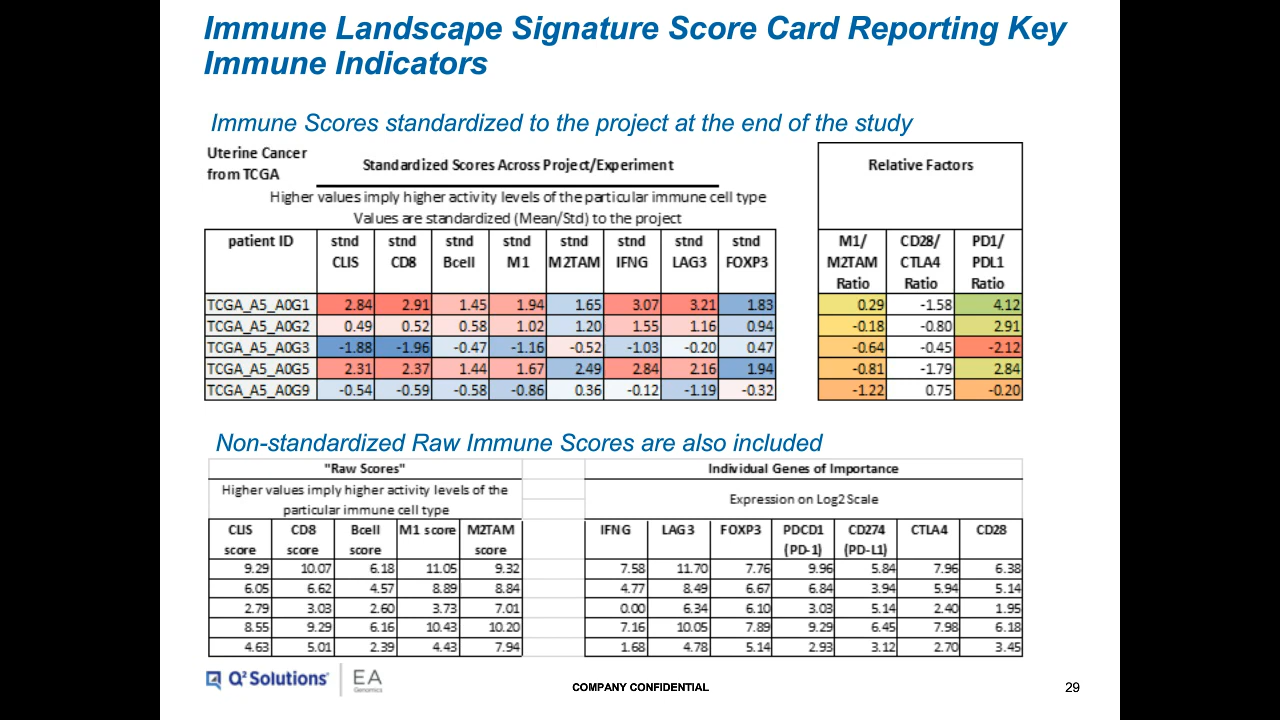 Immune Landscape Signature Score Card Reporting Key
Immune Indicators
Immune Scores standardized to the project at the end of the study
Uterine Cancer
from TCGA
Standardized Scores Across Project/Experiment
Relative Factors
Higher values imply higher activity levels of the particular immune cell type
Values are standardized (Mean/Std) to the project
patient ID stnd CLIS stnd CD8 stnd Bcell stnd M1 stnd M2TAM stnd IFNG stnd LAG3 stnd FOXP3 M1/ M2TAM Ratio CD28/ CTLA4 Ratio PD1/ PDL1 Ratio
TCGA_A5_A0G1 2.84 2.91 1.45 1.94 1.65 3.07 3.21 1.83 0.29 -1.58 4.12
TCGA_A5_A0G2 0.49 0.52 0.58 1.02 1.20 1.55 1.16 0.94 -0.18 -0.80 2.91
TCGA_A5_A0G3 -1.88 -1.96 -0.47 -1.16 -0.52 -1.03 -0.20 0.47 -0.64 -0.45 -2.12
TCGA_A5_A0G5 2.31 2.37 1.44 1.67 2.49 2.84 2.16 1.94 -0.81 -1.79 2.84
TCGA_A5_A0G9 -0.54 -0.59 -0.58 -0.86 0.36 -0.12 -1.19 -0.32 -1.22 0.75 -0.20
Non-standardized Raw Immune Scores are also included
"Raw Scores" Individual Genes of Importance
Higher values imply higher activity levels of the
particular immune cell type
Expression on Log2 Scale
CLIS score CD8 score Bcell score M1 score M2TAM score IFNG LAG3 FOXP3 PDCD1 (PD-1) CD274 (PD-L1) CTLA4 CD28
9.29 10.07 6.18 11.05 9.32 7.58 11.70 7.76 9.96 5.84 7.96 6.38
6.05 6.62 4.57 8.89 8.84 4.77 8.49 6.67 6.84 3.94 5.94 5.14
2.79 3.03 2.60 3.73 7.01 0.00 6.34 6.10 3.03 5.14 2.40 1.95
8.55 9.29 6.16 10.43 10.20 7.16 10.05 7.89 9.29 6.45 7.98 6.18
4.63 5.01 2.39 4.43 7.94 1.68 4.78 5.14 2.93 3.12 2.70 3.45
Q² Solutions EA Genomics
COMPANY CONFIDENTIAL
29